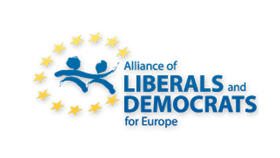 Alliance of
LIBERALS and
DEMOCRATS
for Europe